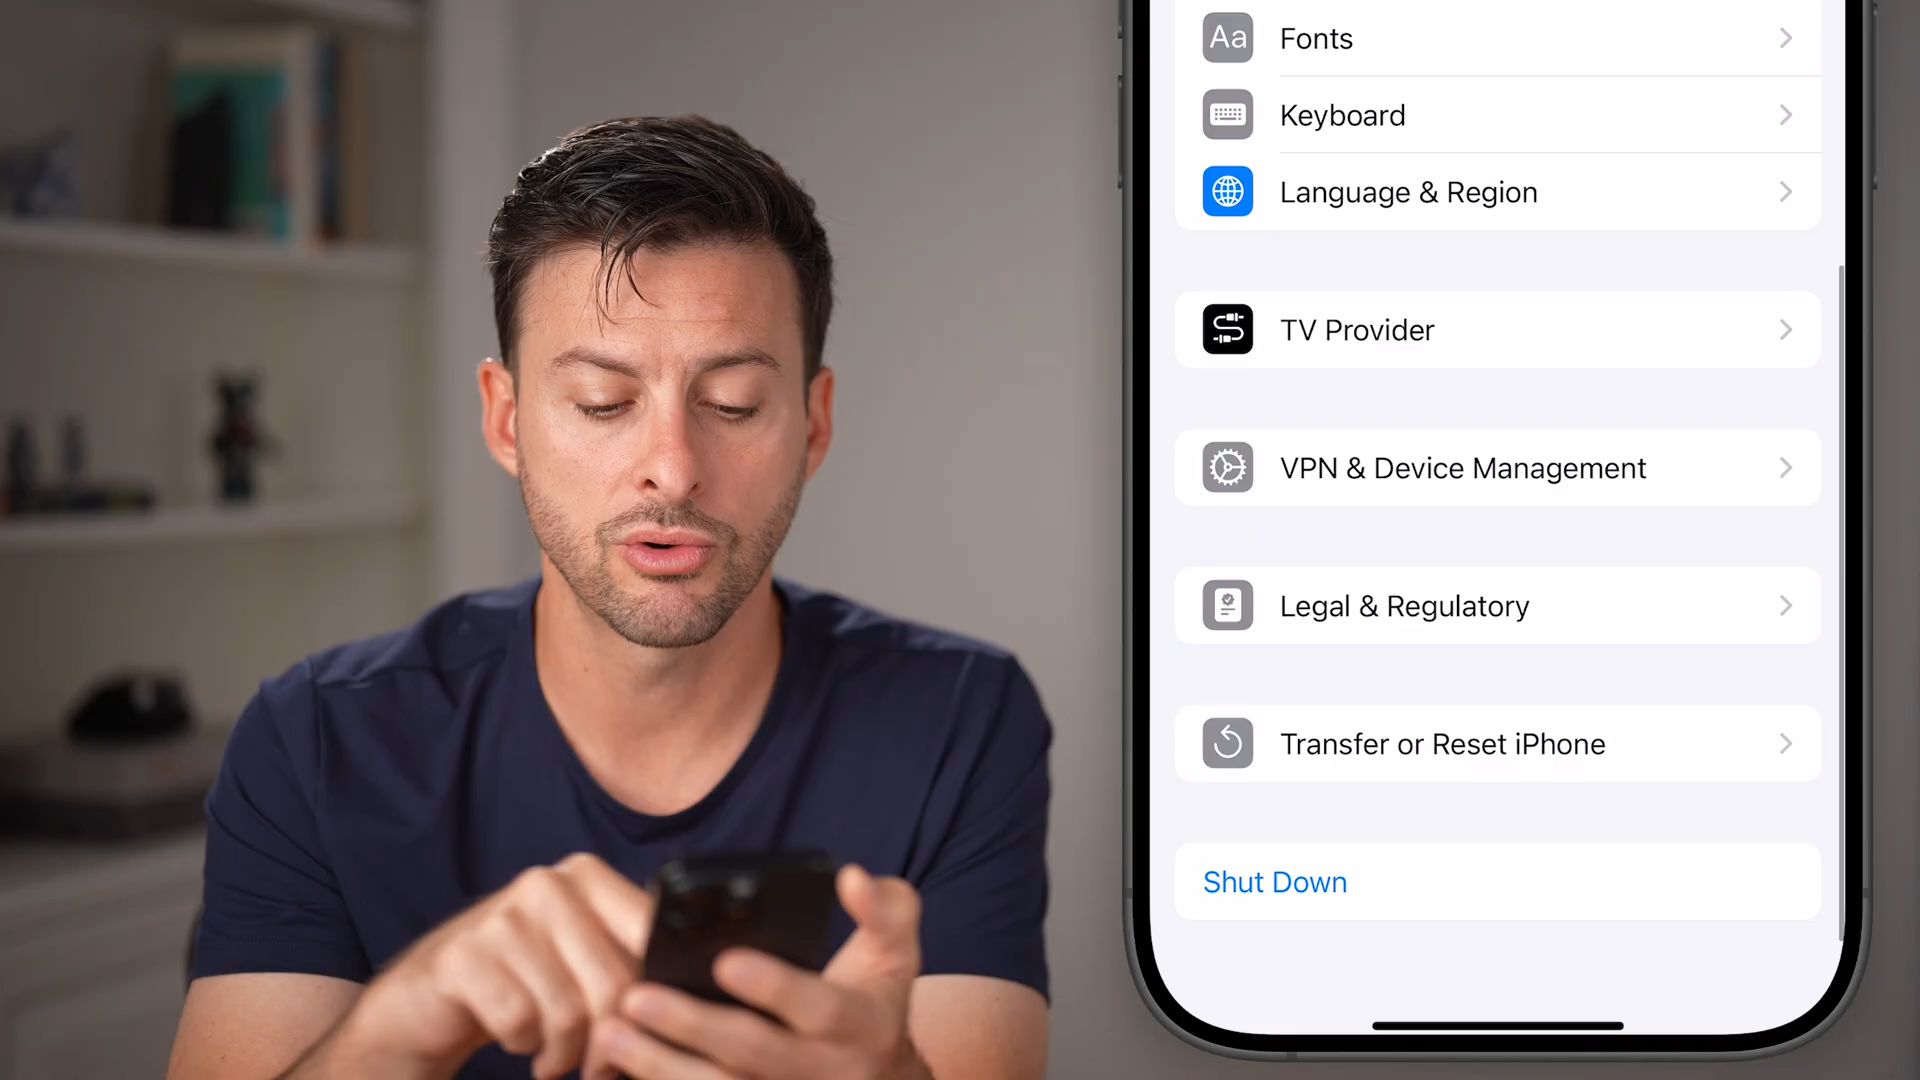 Aa Fonts
Keyboard
Language & Region
TV Provider
VPN & Device Management
Legal & Regulatory
Transfer or Reset iPhone
Shut Down